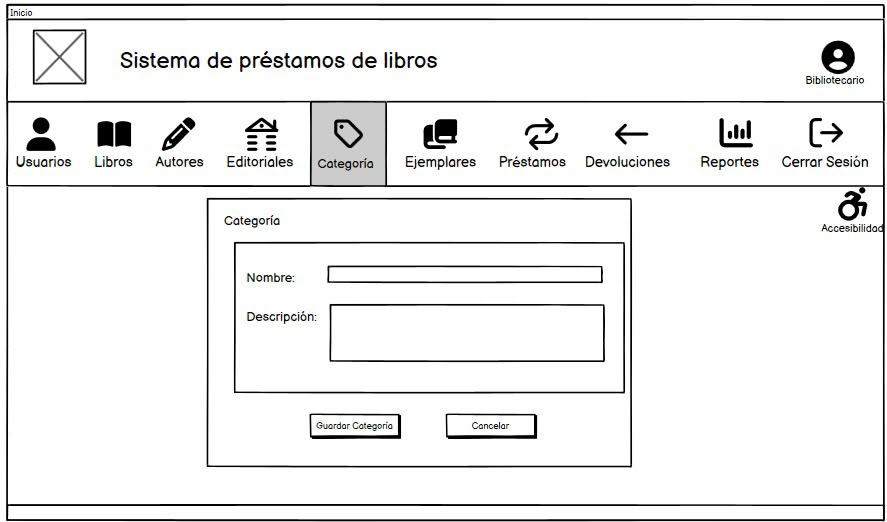 Inicio
Sistema de préstamos de libros
Bibliotecario
Usuarios Libros Autores Editoriales Categoría Ejemplares Préstamos Devoluciones Reportes Cerrar Sesión
Accesibilidad
Categoría
Nombre:
Descripción:
Guardar Categoría Cancelar